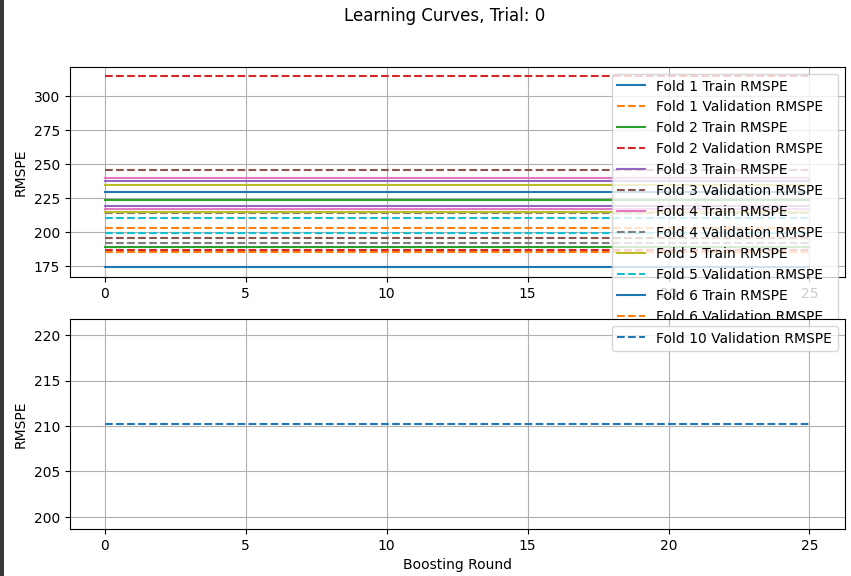 Learning Curves, Trial: 0
RMSPE
300
275
250
225
200
175
0 5 10 15 20 25
Fold 1 Train RMSPE
Fold 1 Validation RMSPE
Fold 2 Train RMSPE
Fold 2 Validation RMSPE
Fold 3 Train RMSPE
Fold 3 Validation RMSPE
Fold 4 Train RMSPE
Fold 4 Validation RMSPE
Fold 5 Train RMSPE
Fold 5 Validation RMSPE
Fold 6 Train RMSPE
Fold 6 Validation RMSPE
RMSPE
220
215
210
205
200
Fold 10 Validation RMSPE
0 5 10 15 20 25
Boosting Round